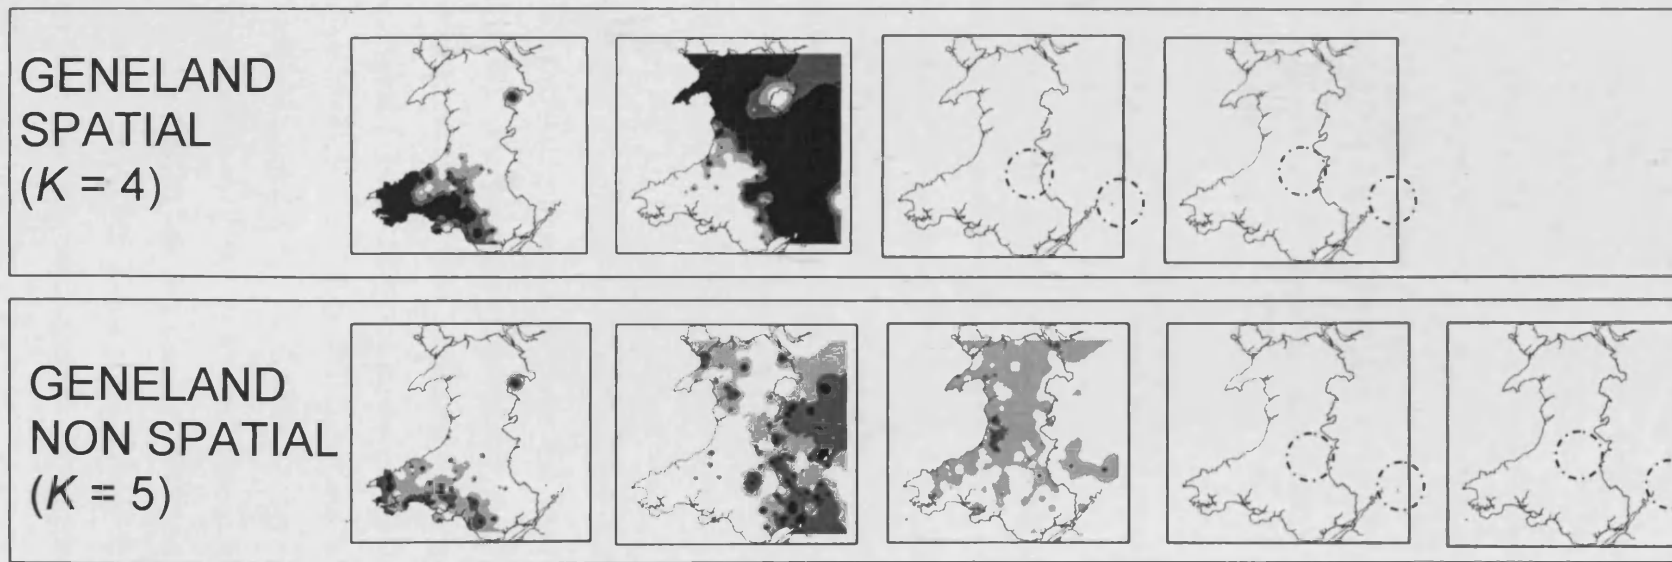 GENELAND
SPATIAL
(K = 4)
GENELAND
NON SPATIAL
(K = 5)